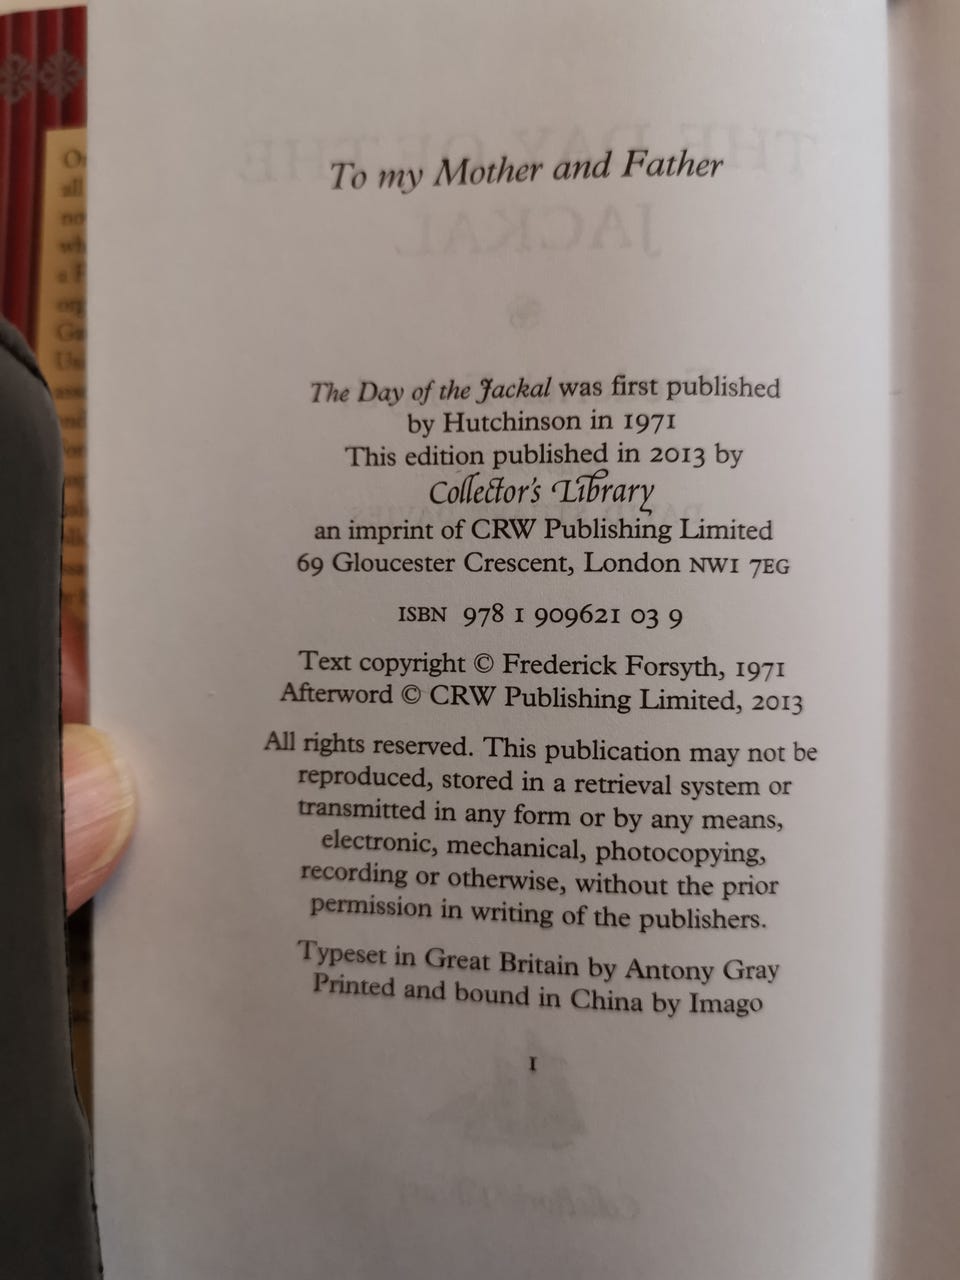 To my Mother and Father
The Day of the Jackal was first published
by Hutchinson in 1971
This edition published in 2013 by
Collector's Library
an imprint of CRW Publishing Limited
69 Gloucester Crescent, London NW1 7EG
ISBN 978 1 909621 03 9
Text copyright © Frederick Forsyth, 1971
Afterword © CRW Publishing Limited, 2013
All rights reserved. This publication may not be
reproduced, stored in a retrieval system or
transmitted in any form or by any means,
electronic, mechanical, photocopying,
recording or otherwise, without the prior
permission in writing of the publishers.
Typeset in Great Britain by Antony Gray
Printed and bound in China by Imago
1